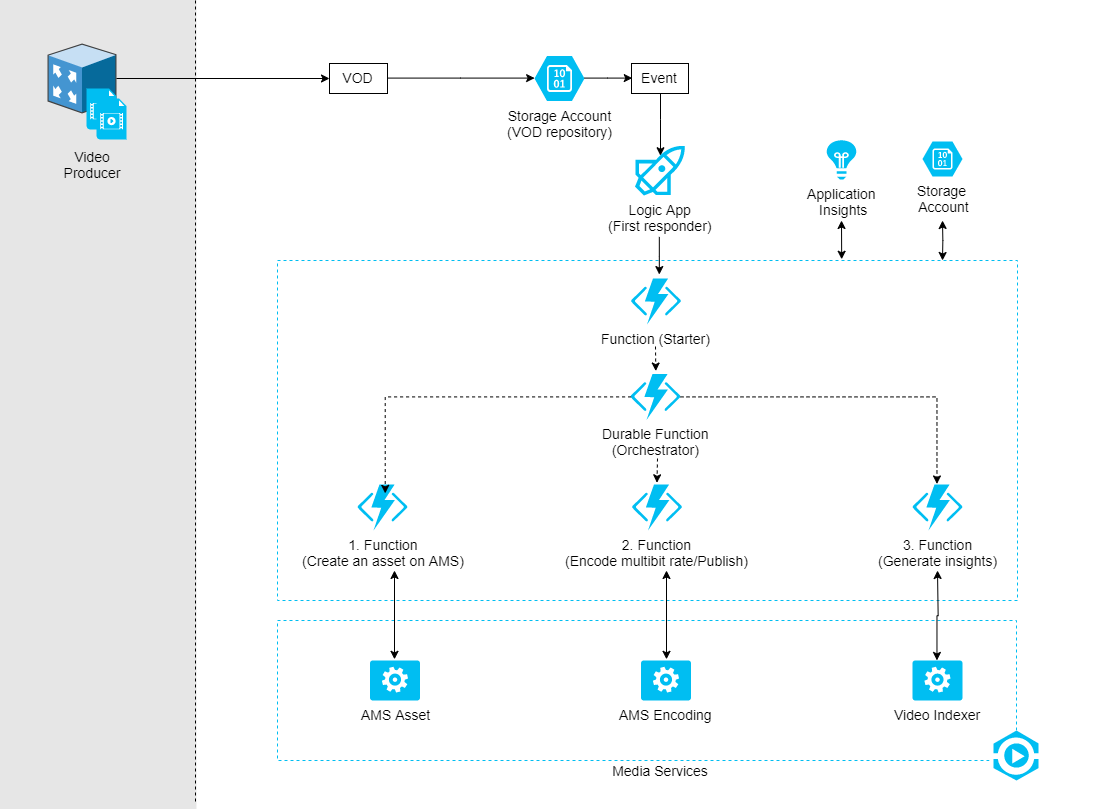 VOD
Event
10
01
Storage Account
(VOD repository)
Video
Producer
Logic App
(First responder)
Application
Insights
10
01
Storage
Account
Function (Starter)
Durable Function
(Orchestrator)
1. Function
(Create an asset on AMS)
2. Function
(Encode multibit rate/Publish)
3. Function
(Generate insights)
AMS Asset
AMS Encoding
Video Indexer
Media Services